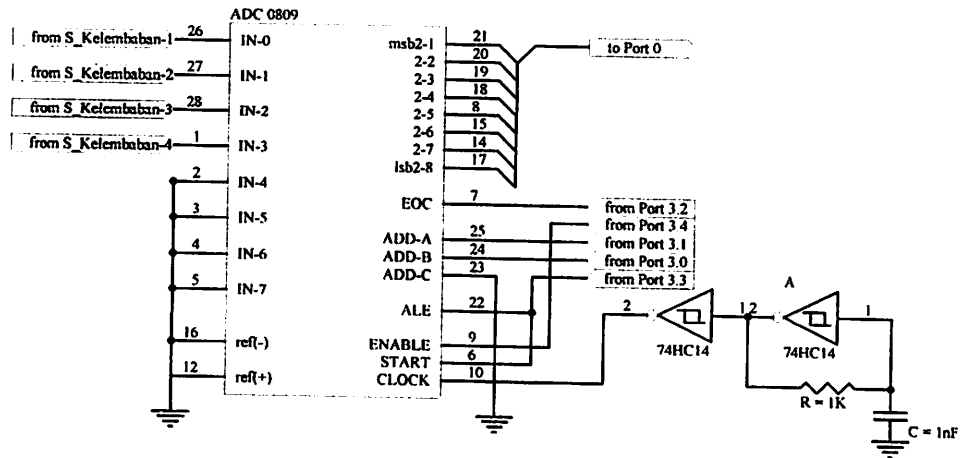 ADC 0809
from S_Kelembaban-1 26 IN-0
from S_Kelembaban-2 27 IN-1
from S_Kelembaban-3 28 IN-2
from S_Kelembaban-4 1 IN-3
2 IN-4
3 IN-5
4 IN-6
5 IN-7
16 ref(-)
12 ref(+)
msb2-1 21 to Port 0
2-2 20
2-3 19
2-4 18
2-5 8
2-6 15
2-7 14
lsb2-8 17
EOC 7 from Port 3.2
from Port 3.4
ADD-A 25 from Port 3.1
ADD-B 24 from Port 3.0
ADD-C 23 from Port 3.3
ALE 22
ENABLE 9
START 6
CLOCK 10
A
2 1 2 1
74HC14 74HC14
R = 1K
C = 1nF